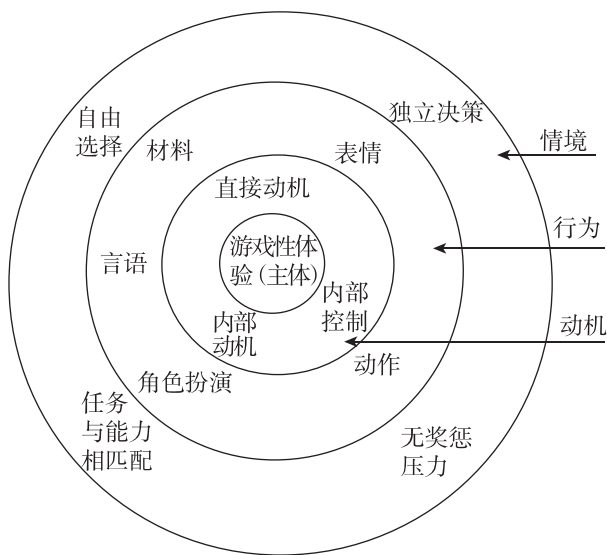 自由
选择
独立决策
材料
表情
情境
直接动机
言语
游戏性体
验(主体)
行为
内部
控制
内部
动机
动机
动作
角色扮演
任务
与能力
相匹配
无奖惩
压力